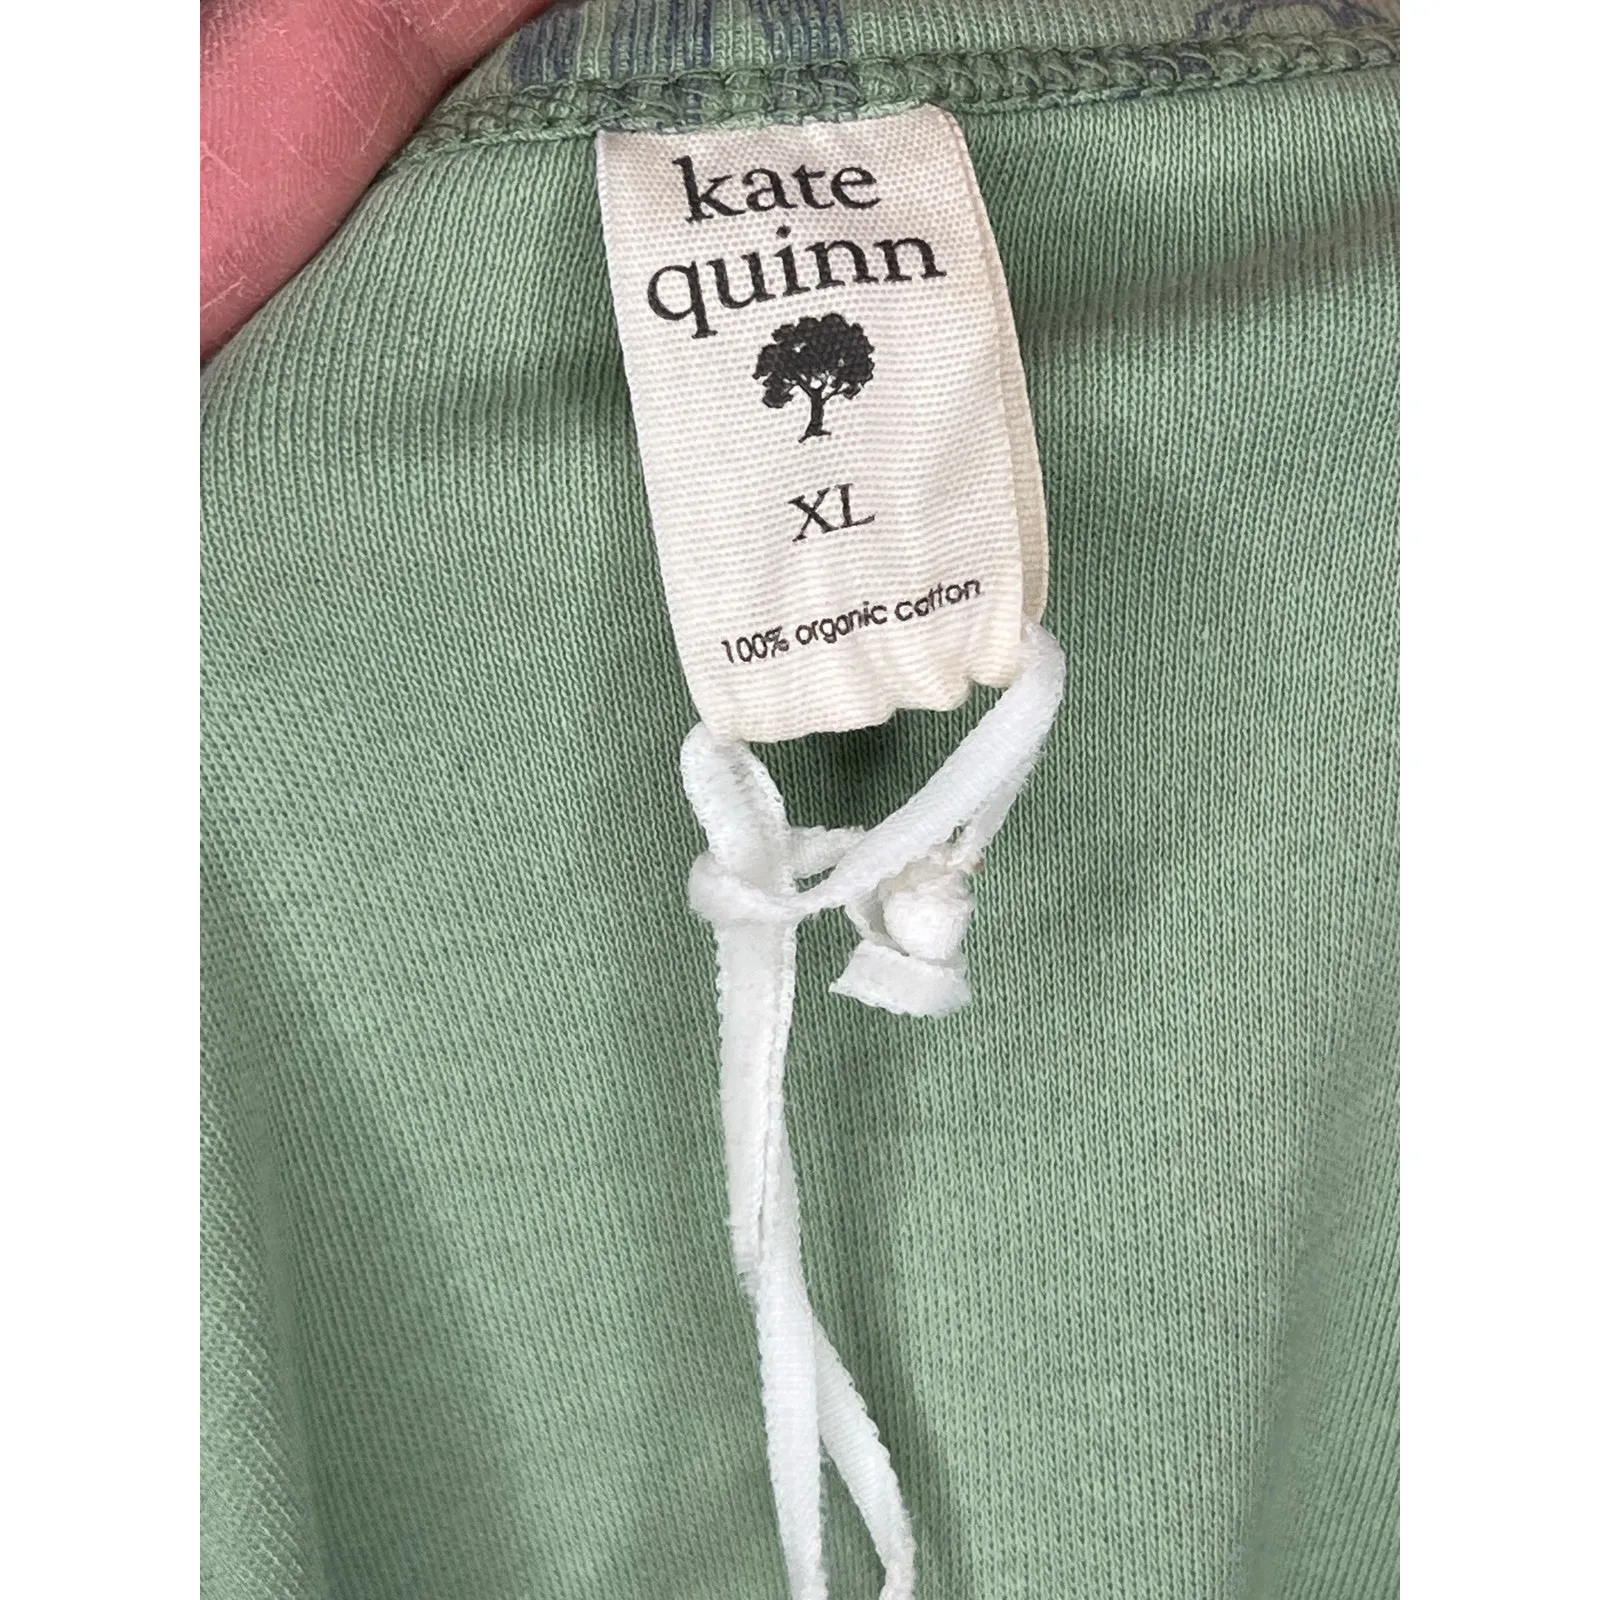 kate
quinn
XL
100% organic cotton